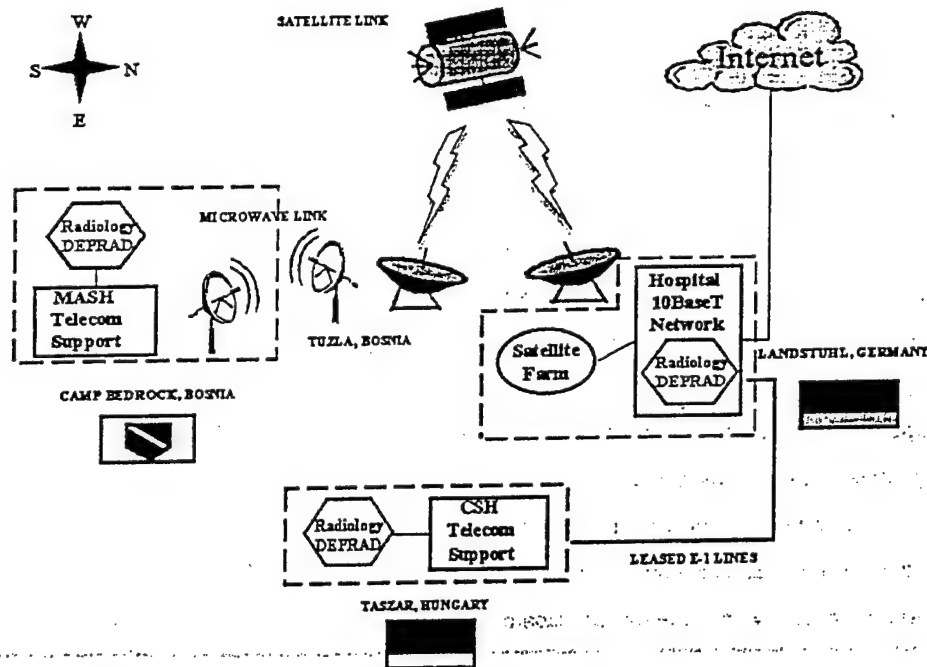 SATELLITE LINK
W
S
N
E
Internet
MICROWAVE LINK
Radiology
DEPRAD
MASH
Telecom
Support
TUZLA, BOSNIA
CAMP BEDROCK, BOSNIA
Hospital
10BaseT
Network
Satellite
Farm
Radiology
DEPRAD
LANDSTUHL, GERMANY
Radiology
DEPRAD
CSH
Telecom
Support
LEASED E-1 LINES
TASZAR, HUNGARY